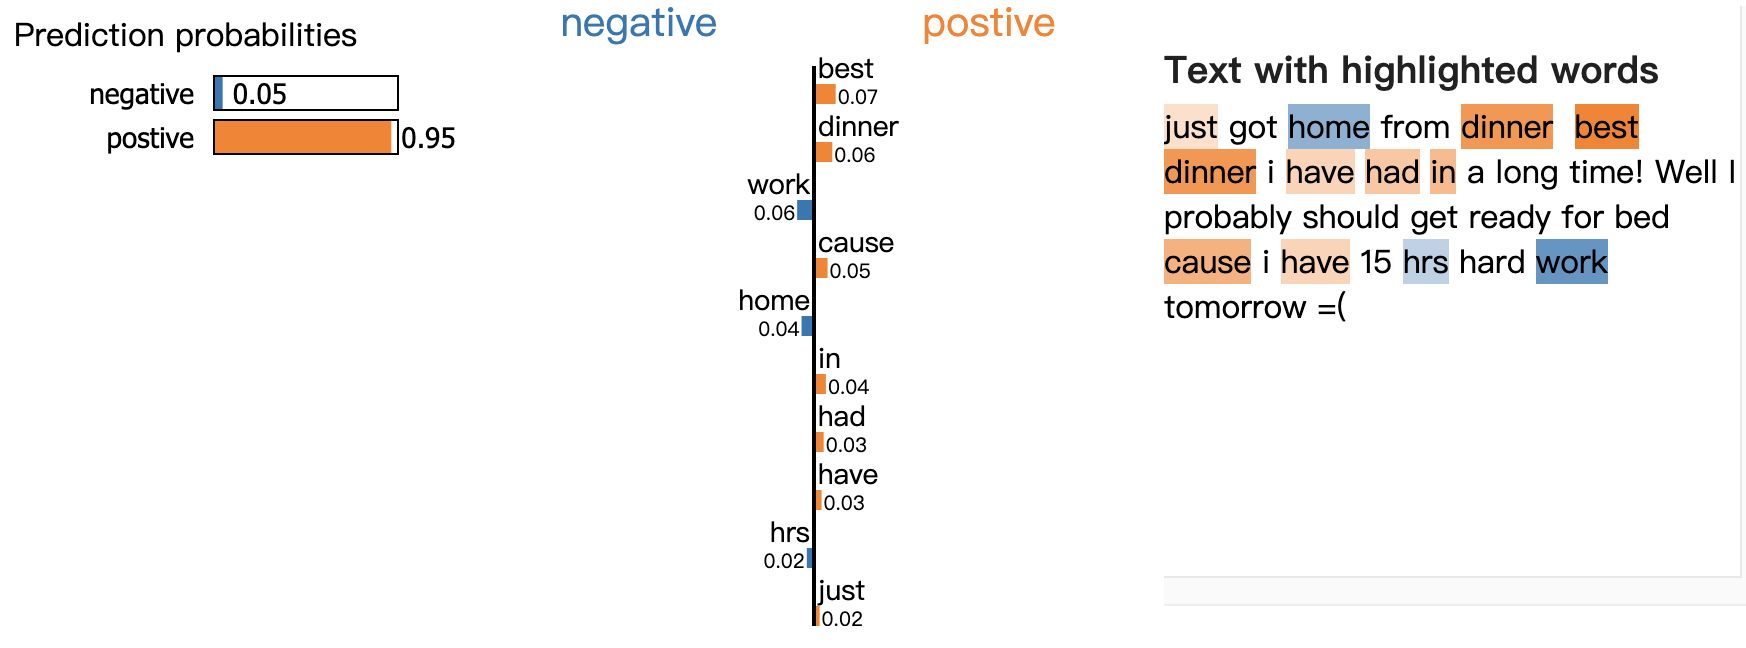 Prediction probabilities
negative 0.05
postive 0.95
negative postive
best
0.07
dinner
0.06
work
0.06
cause
0.05
home
0.04
in
0.04
had
0.03
have
0.03
hrs
0.02
just
0.02
Text with highlighted words
just got home from dinner best
dinner i have had in a long time! Well I
probably should get ready for bed
cause i have 15 hrs hard work
tomorrow =(